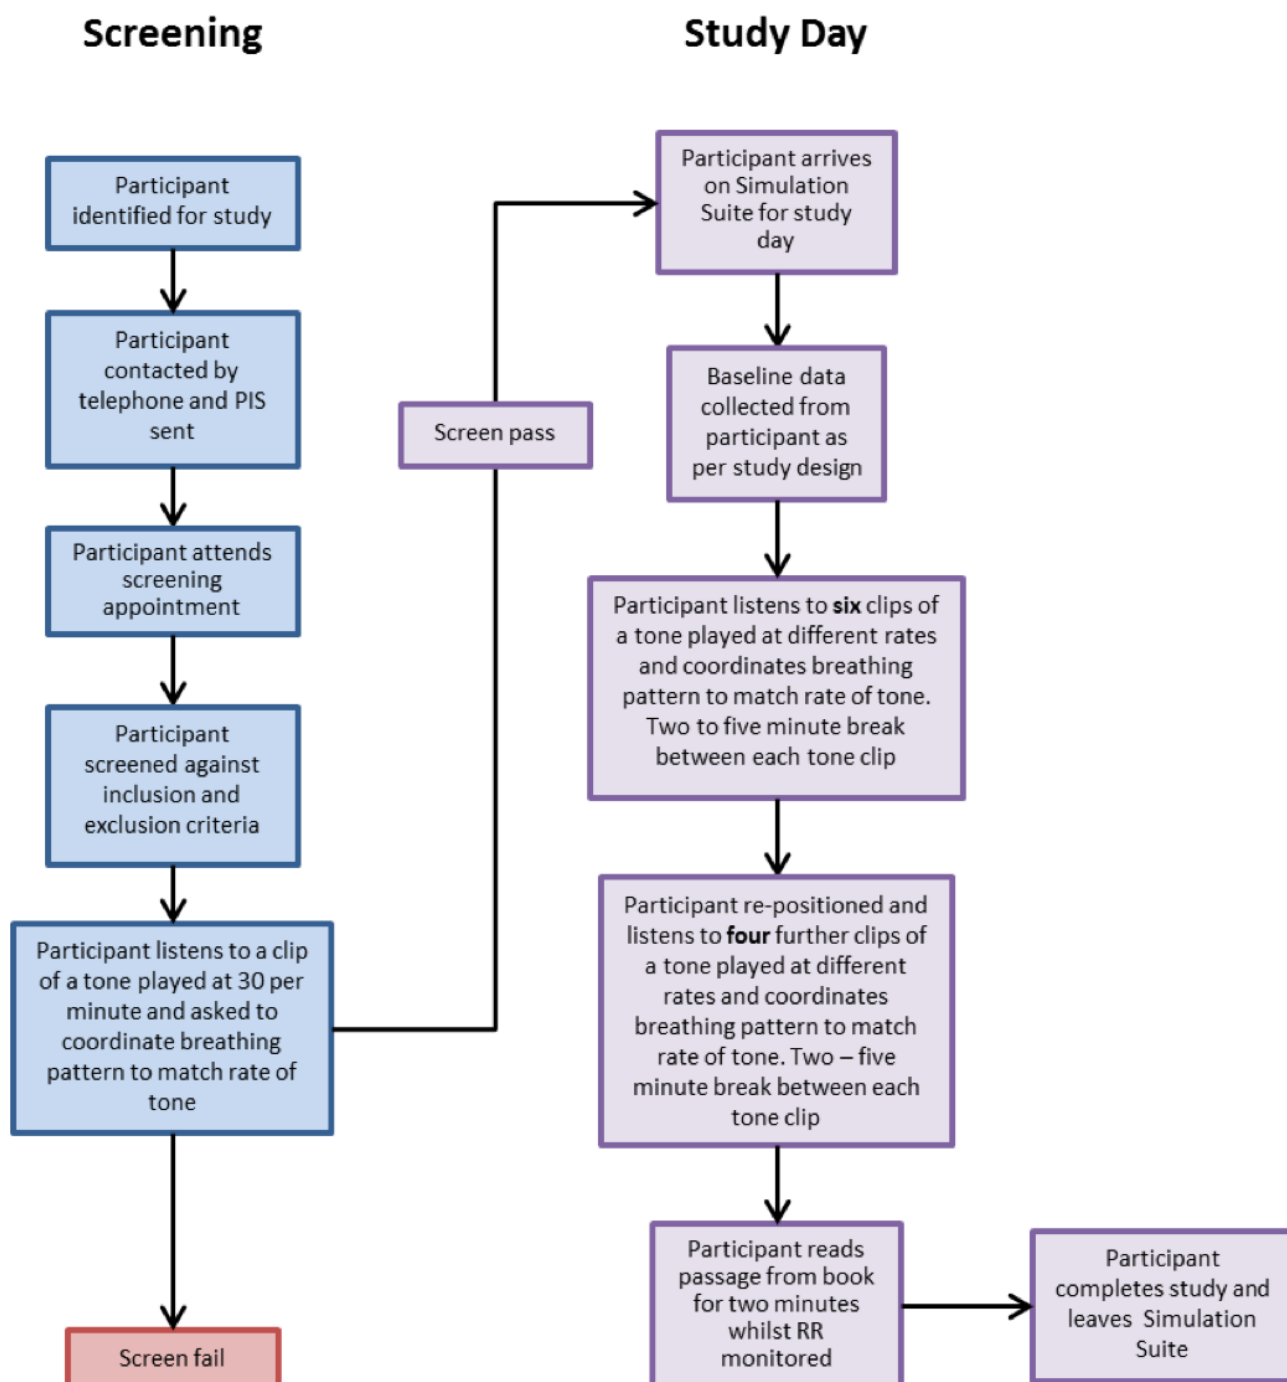 Screening
Participant
identified for study
Participant
contacted by
telephone and PIS
sent
Participant attends
screening
appointment
Participant
screened against
inclusion and
exclusion criteria
Participant listens to a clip
of a tone played at 30 per
minute and asked to
coordinate breathing
pattern to match rate of
tone
Screen fail
Screen pass
Study Day
Participant arrives
on Simulation
Suite for study
day
Baseline data
collected from
participant as
per study design
Participant listens to six clips of
a tone played at different rates
and coordinates breathing
pattern to match rate of tone.
Two to five minute break
between each tone clip
Participant re-positioned and
listens to four further clips of
a tone played at different
rates and coordinates
breathing pattern to match
rate of tone. Two – five
minute break between each
tone clip
Participant reads
passage from book
for two minutes
whilst RR
monitored
Participant
completes study and
leaves Simulation
Suite